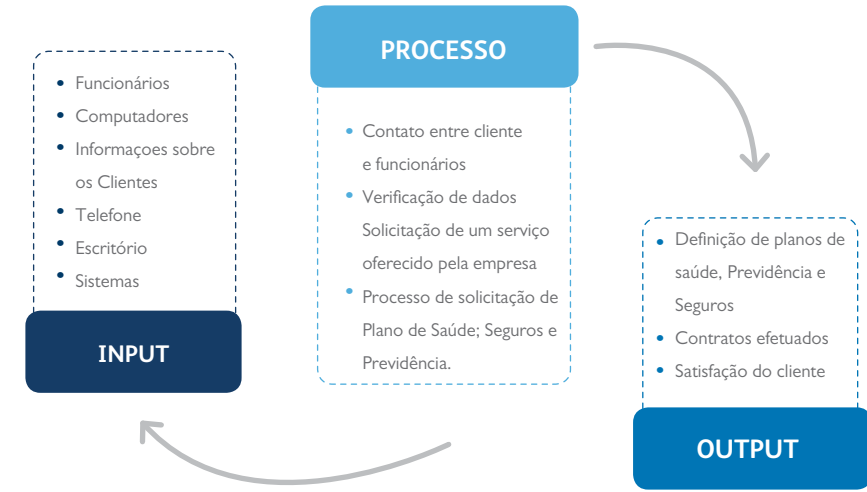 Funcionários
Computadores
Informaçoes sobre
os Clientes
Telefone
Escritório
Sistemas
INPUT
PROCESSO
Contato entre cliente
e funcionários
Verificação de dados
Solicitação de um serviço
oferecido pela empresa
Processo de solicitação de
Plano de Saúde; Seguros e
Previdência.
Definição de planos de
saúde, Previdência e
Seguros
Contratos efetuados
Satisfação do cliente
OUTPUT